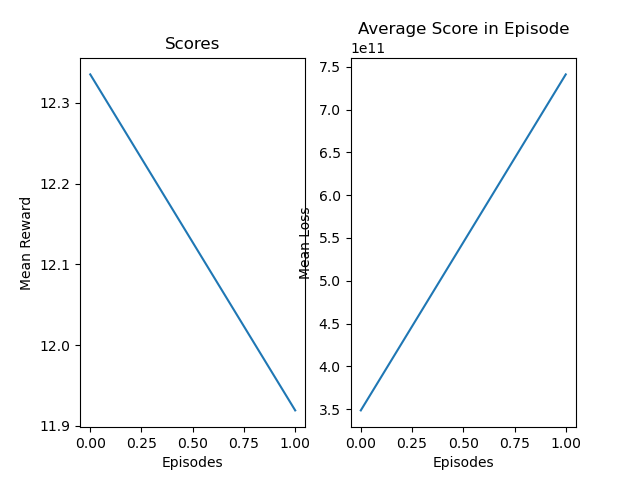 Scores
Mean Reward
12.3
12.2
12.1
12.0
11.9
0.00 0.25 0.50 0.75 1.00
Episodes
Average Score in Episode
1e11
Mean Loss
7.5
7.0
6.5
6.0
5.5
5.0
4.5
4.0
3.5
0.00 0.25 0.50 0.75 1.00
Episodes